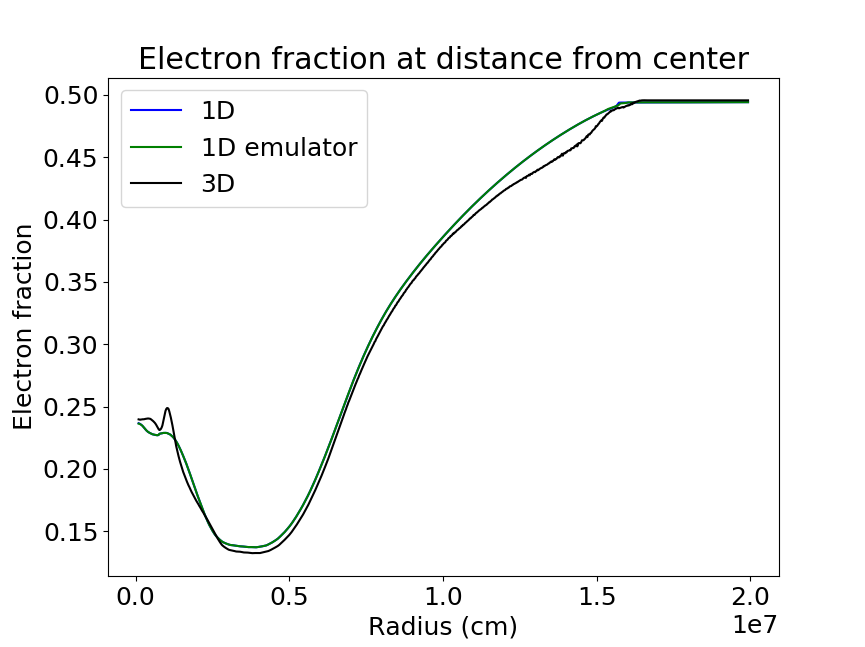 Electron fraction at distance from center
1D
1D emulator
3D
0.50
0.45
0.40
0.35
0.30
0.25
0.20
0.15
Electron fraction
0.0
0.5
1.0
1.5
2.0
1e7
Radius (cm)